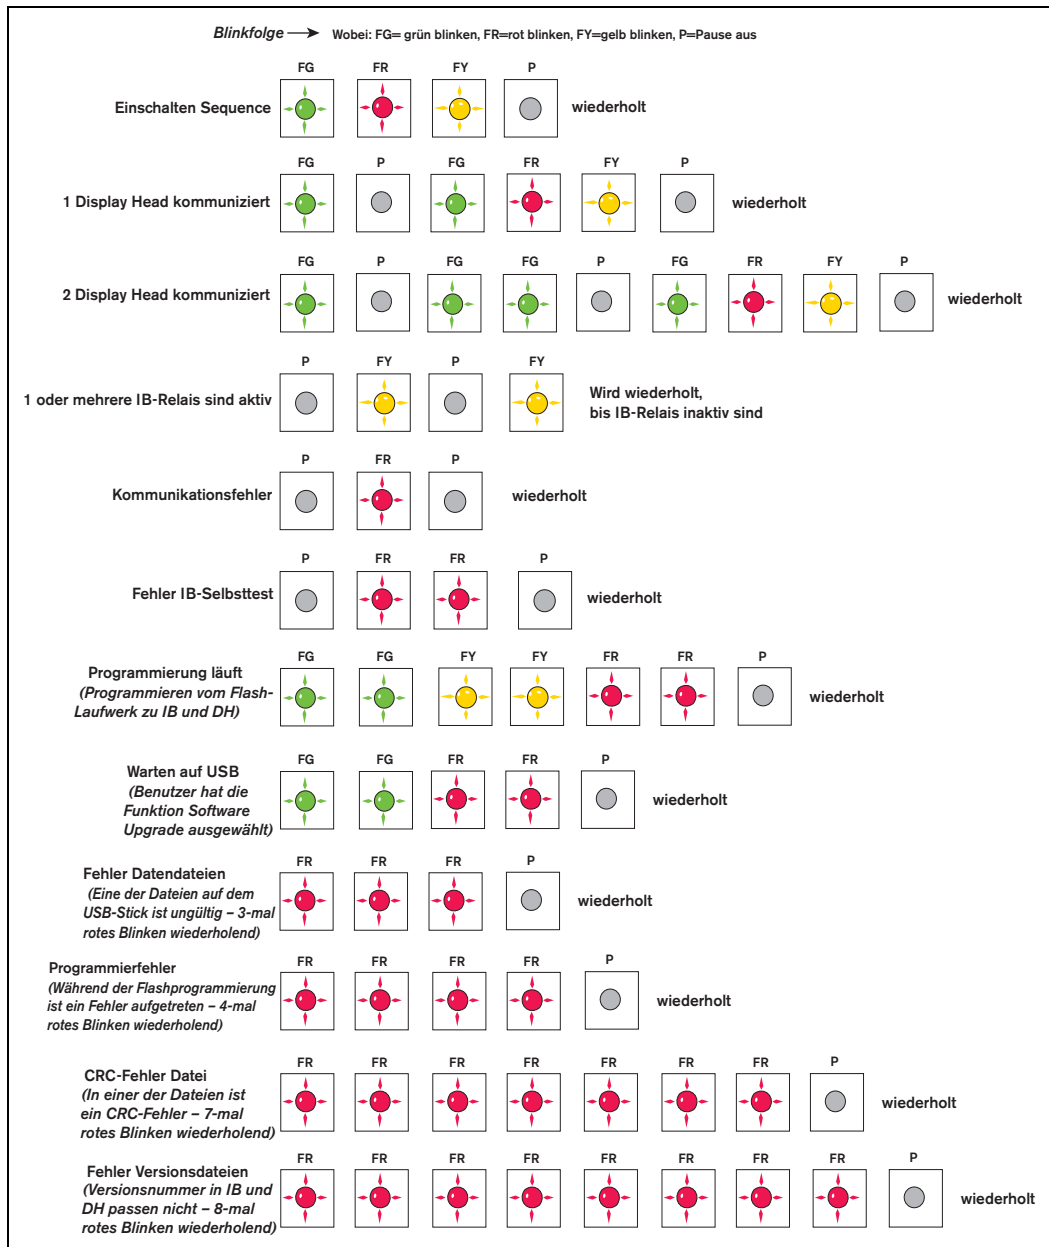 Blinkfolge Wobei: FG= grün blinken, FR=rot blinken, FY=gelb blinken, P=Pause aus
FG FR FY P
Einschalten Sequence wiederholt
FG P FG FR FY P
1 Display Head kommuniziert wiederholt
FG P FG FG P FG FR FY P
2 Display Head kommuniziert wiederholt
P FY P FY
1 oder mehrere IB-Relais sind aktiv Wird wiederholt,
bis IB-Relais inaktiv sind
P FR P
Kommunikationsfehler wiederholt
P FR FR P
Fehler IB-Selbsttest wiederholt
FG FG FY FY FR FR P
Programmierung läuft
(Programmieren vom Flash-
Laufwerk zu IB und DH) wiederholt
FG FG FR FR P
Warten auf USB
(Benutzer hat die
Funktion Software
Upgrade ausgewählt) wiederholt
FR FR FR P
Fehler Datendateien
(Eine der Dateien auf dem
USB-Stick ist ungültig – 3-mal
rotes Blinken wiederholend) wiederholt
FR FR FR FR P
Programmierfehler
(Während der Flashprogrammierung
ist ein Fehler aufgetreten – 4-mal
rotes Blinken wiederholend) wiederholt
FR FR FR FR FR FR FR P
CRC-Fehler Datei
(In einer der Dateien ist
ein CRC-Fehler – 7-mal
rotes Blinken wiederholend) wiederholt
FR FR FR FR FR FR FR FR P
Fehler Versionsdateien
(Versionsnummer in IB und
DH passen nicht – 8-mal
rotes Blinken wiederholend) wiederholt